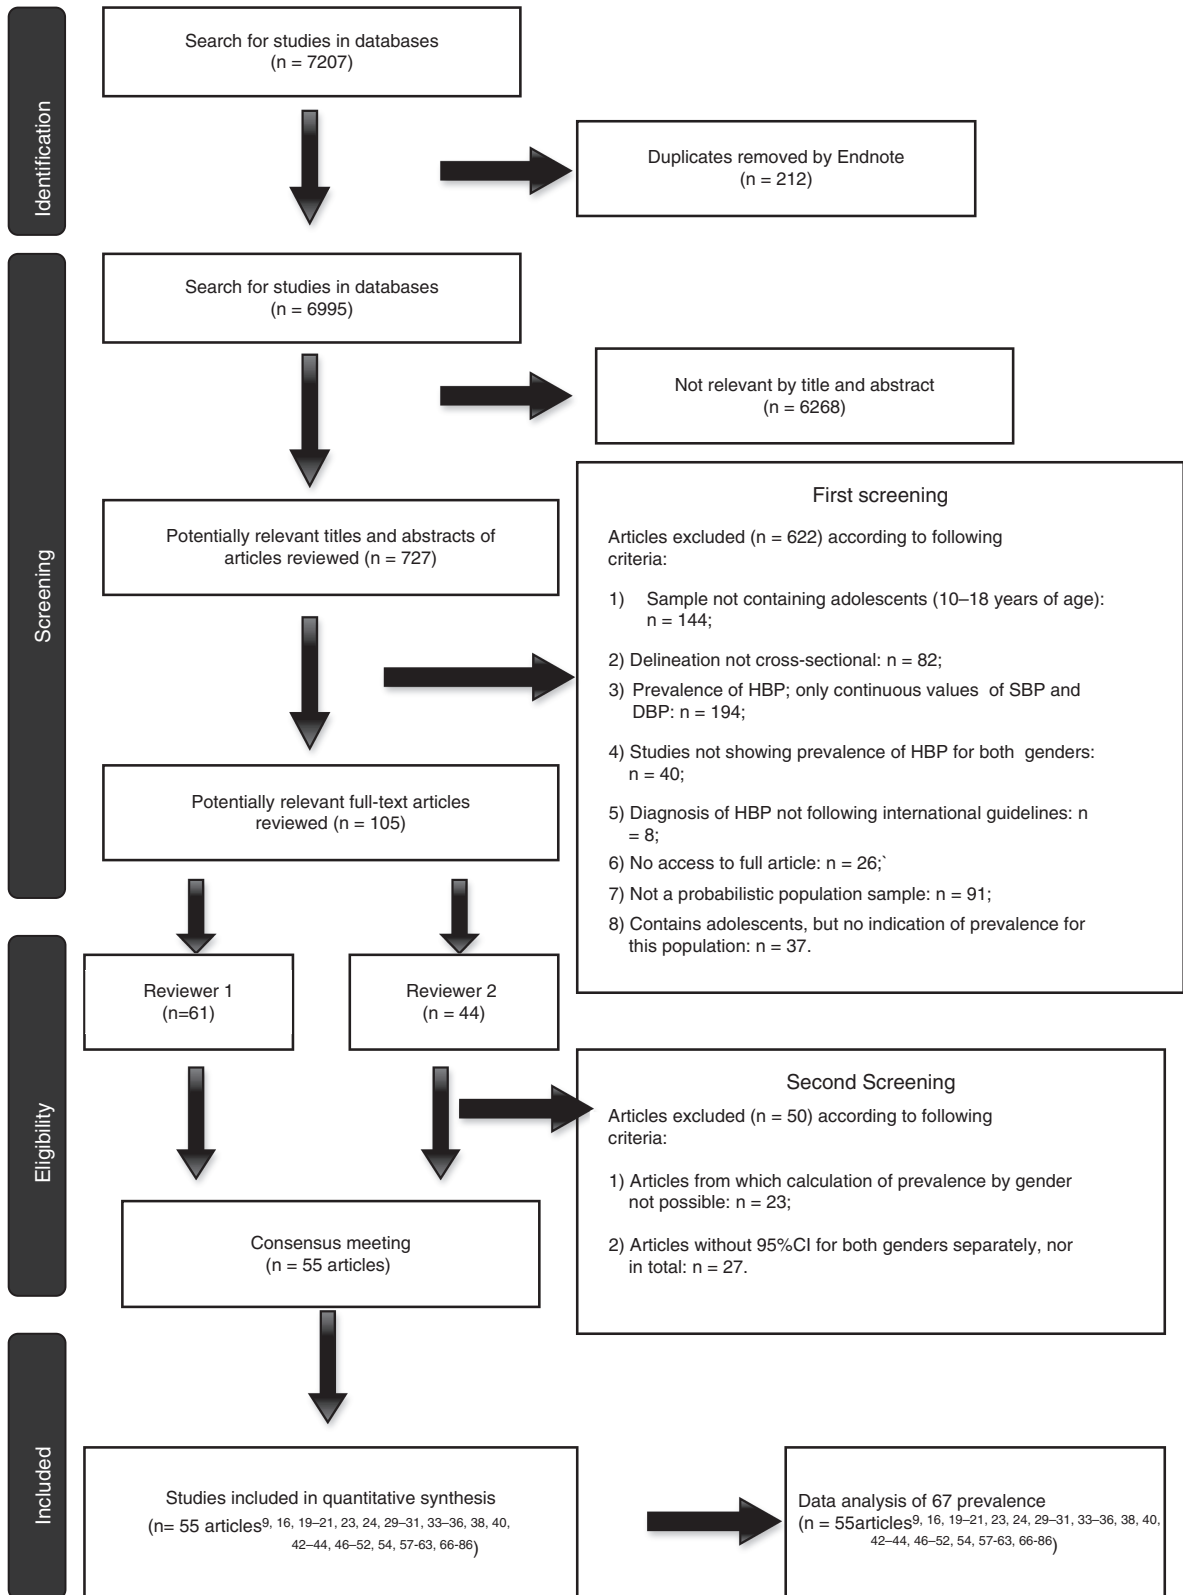 Identification
Search for studies in databases
(n = 7207)
Duplicates removed by Endnote
(n = 212)
Screening
Search for studies in databases
(n = 6995)
Not relevant by title and abstract
(n = 6268)
Potentially relevant titles and abstracts of
articles reviewed (n = 727)
First screening
Articles excluded (n = 622) according to following
criteria:
1) Sample not containing adolescents (10–18 years of age):
n = 144;
2) Delineation not cross-sectional: n = 82;
3) Prevalence of HBP; only continuous values of SBP and
DBP: n = 194;
4) Studies not showing prevalence of HBP for both genders:
n = 40;
5) Diagnosis of HBP not following international guidelines: n
= 8;
6) No access to full article: n = 26;`
7) Not a probabilistic population sample: n = 91;
8) Contains adolescents, but no indication of prevalence for
this population: n = 37.
Potentially relevant full-text articles
reviewed (n = 105)
Eligibility
Reviewer 1
(n=61)
Reviewer 2
(n = 44)
Second Screening
Articles excluded (n = 50) according to following
criteria:
1) Articles from which calculation of prevalence by gender
not possible: n = 23;
2) Articles without 95%CI for both genders separately, nor
in total: n = 27.
Consensus meeting
(n = 55 articles)
Included
Studies included in quantitative synthesis
(n= 55 articles9, 16, 19–21, 23, 24, 29–31, 33–36, 38, 40,
42–44, 46–52, 54, 57-63, 66-86)
Data analysis of 67 prevalence
(n = 55articles9, 16, 19–21, 23, 24, 29–31, 33–36, 38, 40,
42–44, 46–52, 54, 57-63, 66-86)